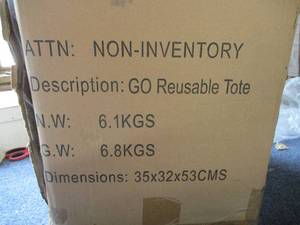 ATTN: NON-INVENTORY
Description: GO Reusable Tote
N.W: 6.1KGS
G.W: 6.8KGS
Dimensions: 35x32x53CMS